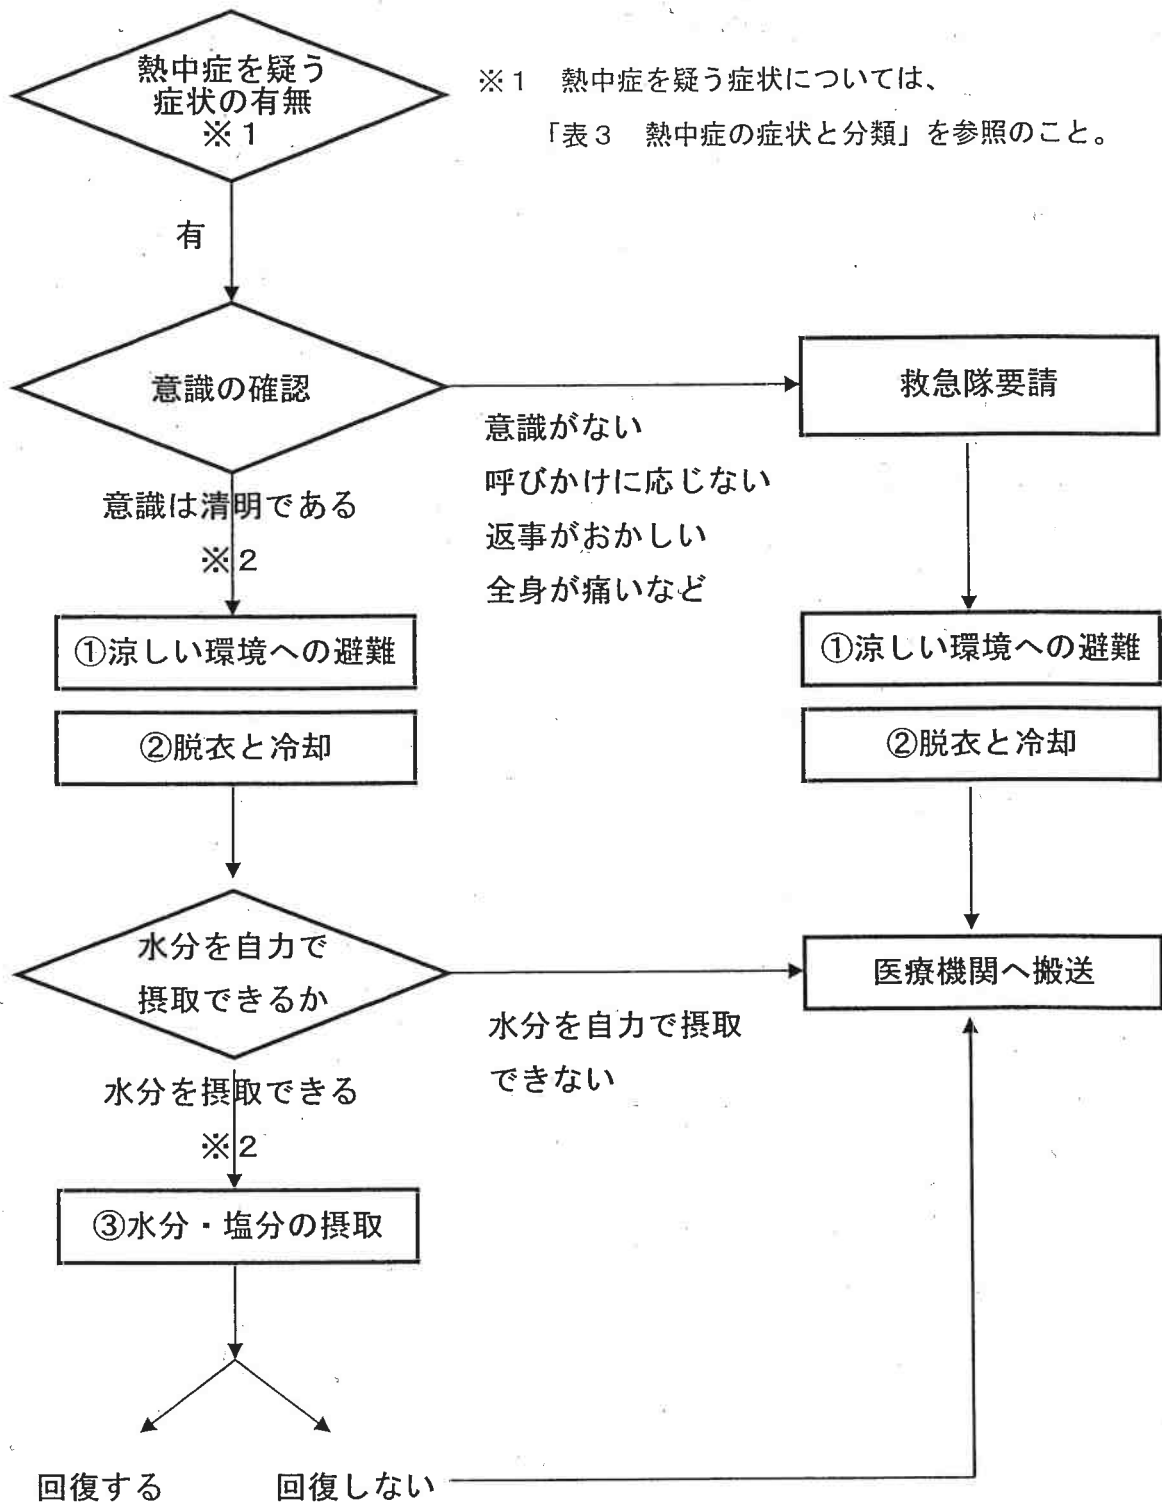 熱中症を疑う
症状の有無
※1
※1　熱中症を疑う症状については、
「表3　熱中症の症状と分類」を参照のこと。
有
意識の確認
救急隊要請
意識がない
呼びかけに応じない
返事がおかしい
全身が痛いなど
意識は清明である
※2
①涼しい環境への避難
①涼しい環境への避難
②脱衣と冷却
②脱衣と冷却
水分を自力で
摂取できるか
医療機関へ搬送
水分を自力で摂取
できない
水分を摂取できる
※2
③水分・塩分の摂取
回復する
回復しない